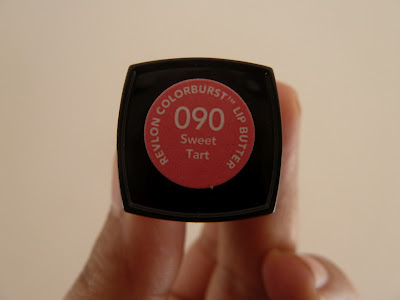 REVLON COLORBURST™ LIP BUTTER
090
Sweet
Tart